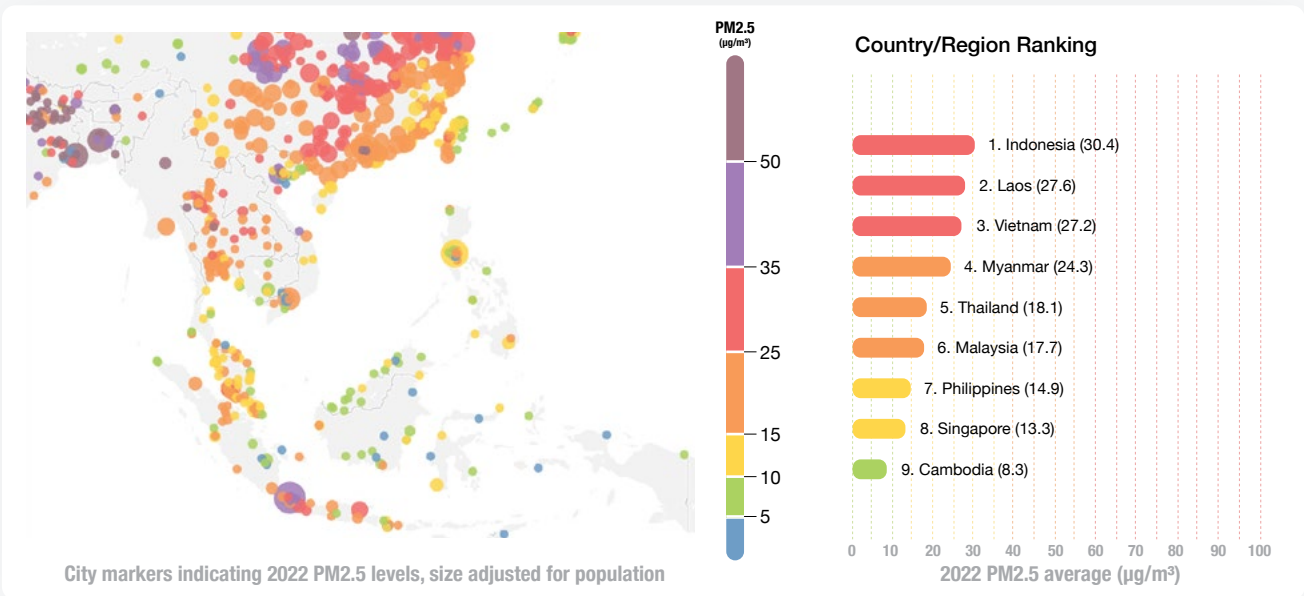 PM2.5
(µg/m³)
50
35
25
15
10
5
City markers indicating 2022 PM2.5 levels, size adjusted for population
Country/Region Ranking
1. Indonesia (30.4)
2. Laos (27.6)
3. Vietnam (27.2)
4. Myanmar (24.3)
5. Thailand (18.1)
6. Malaysia (17.7)
7. Philippines (14.9)
8. Singapore (13.3)
9. Cambodia (8.3)
0 10 20 30 40 50 60 70 80 90 100
2022 PM2.5 average (µg/m³)